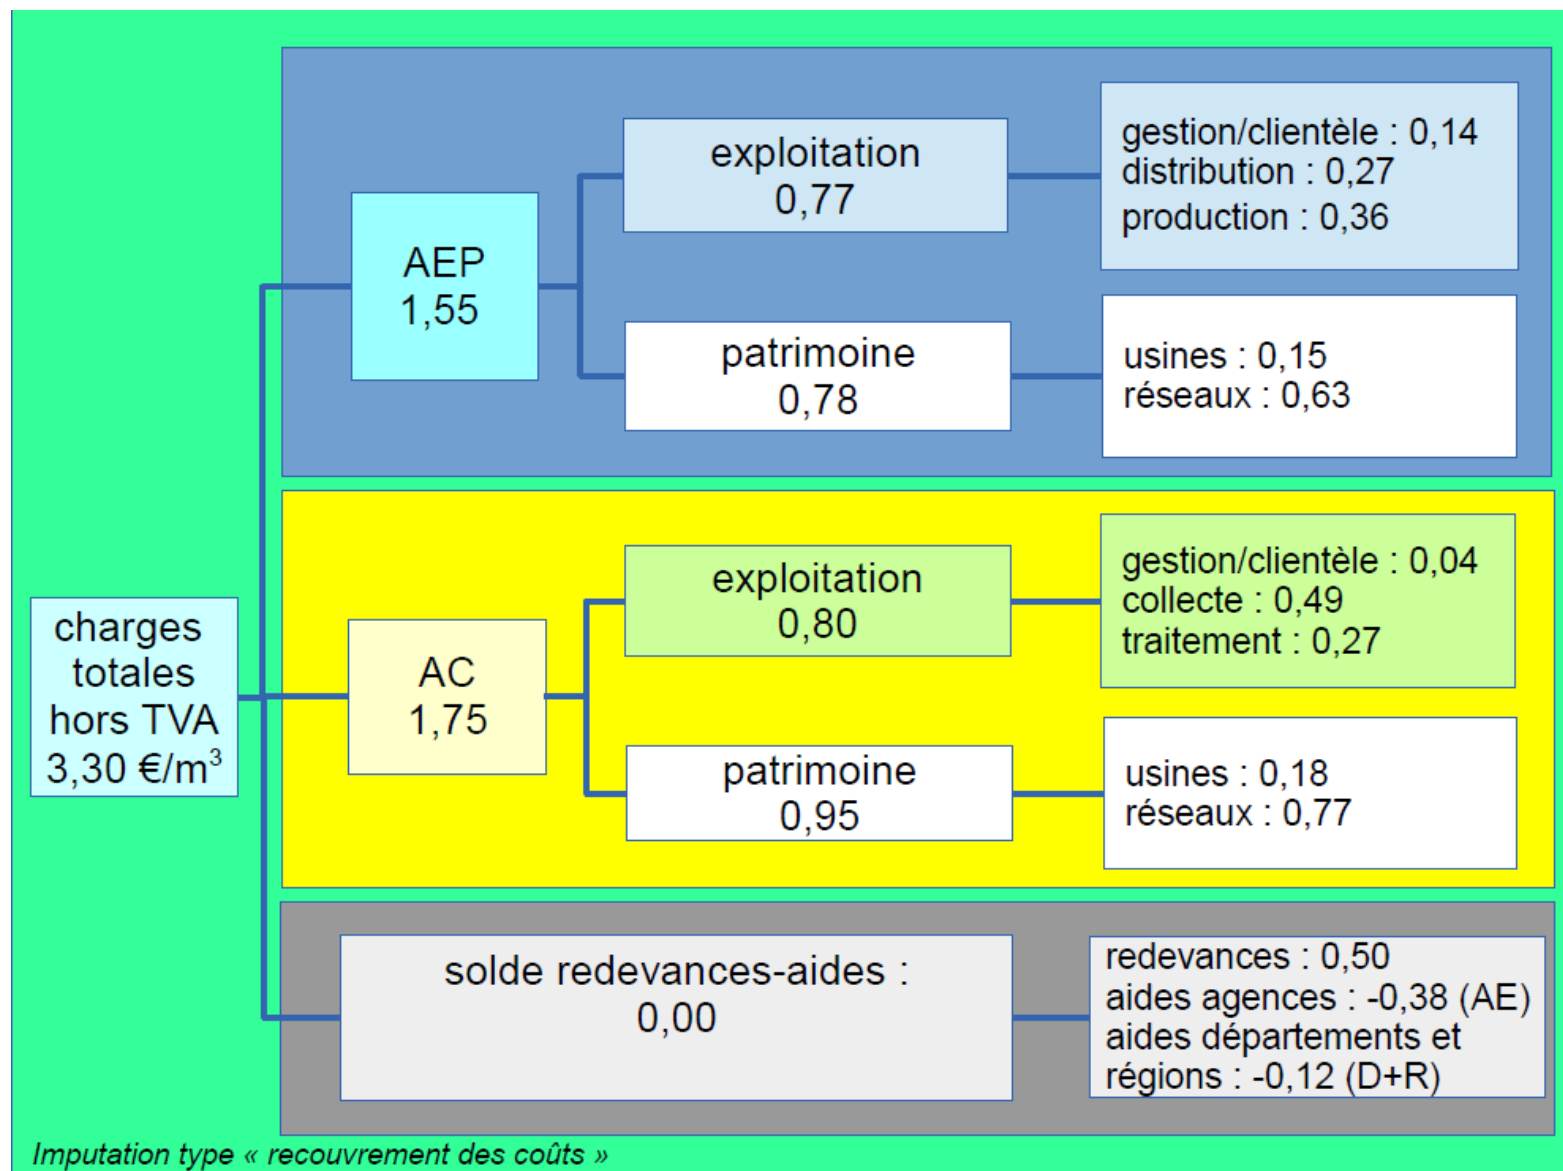 charges
totales
hors TVA
3,30 €/m³
AEP
1,55
exploitation
0,77
gestion/clientèle : 0,14
distribution : 0,27
production : 0,36
patrimoine
0,78
usines : 0,15
réseaux : 0,63
AC
1,75
exploitation
0,80
gestion/clientèle : 0,04
collecte : 0,49
traitement : 0,27
patrimoine
0,95
usines : 0,18
réseaux : 0,77
solde redevances-aides :
0,00
redevances : 0,50
aides agences : -0,38 (AE)
aides départements et
régions : -0,12 (D+R)
Imputation type « recouvrement des coûts »